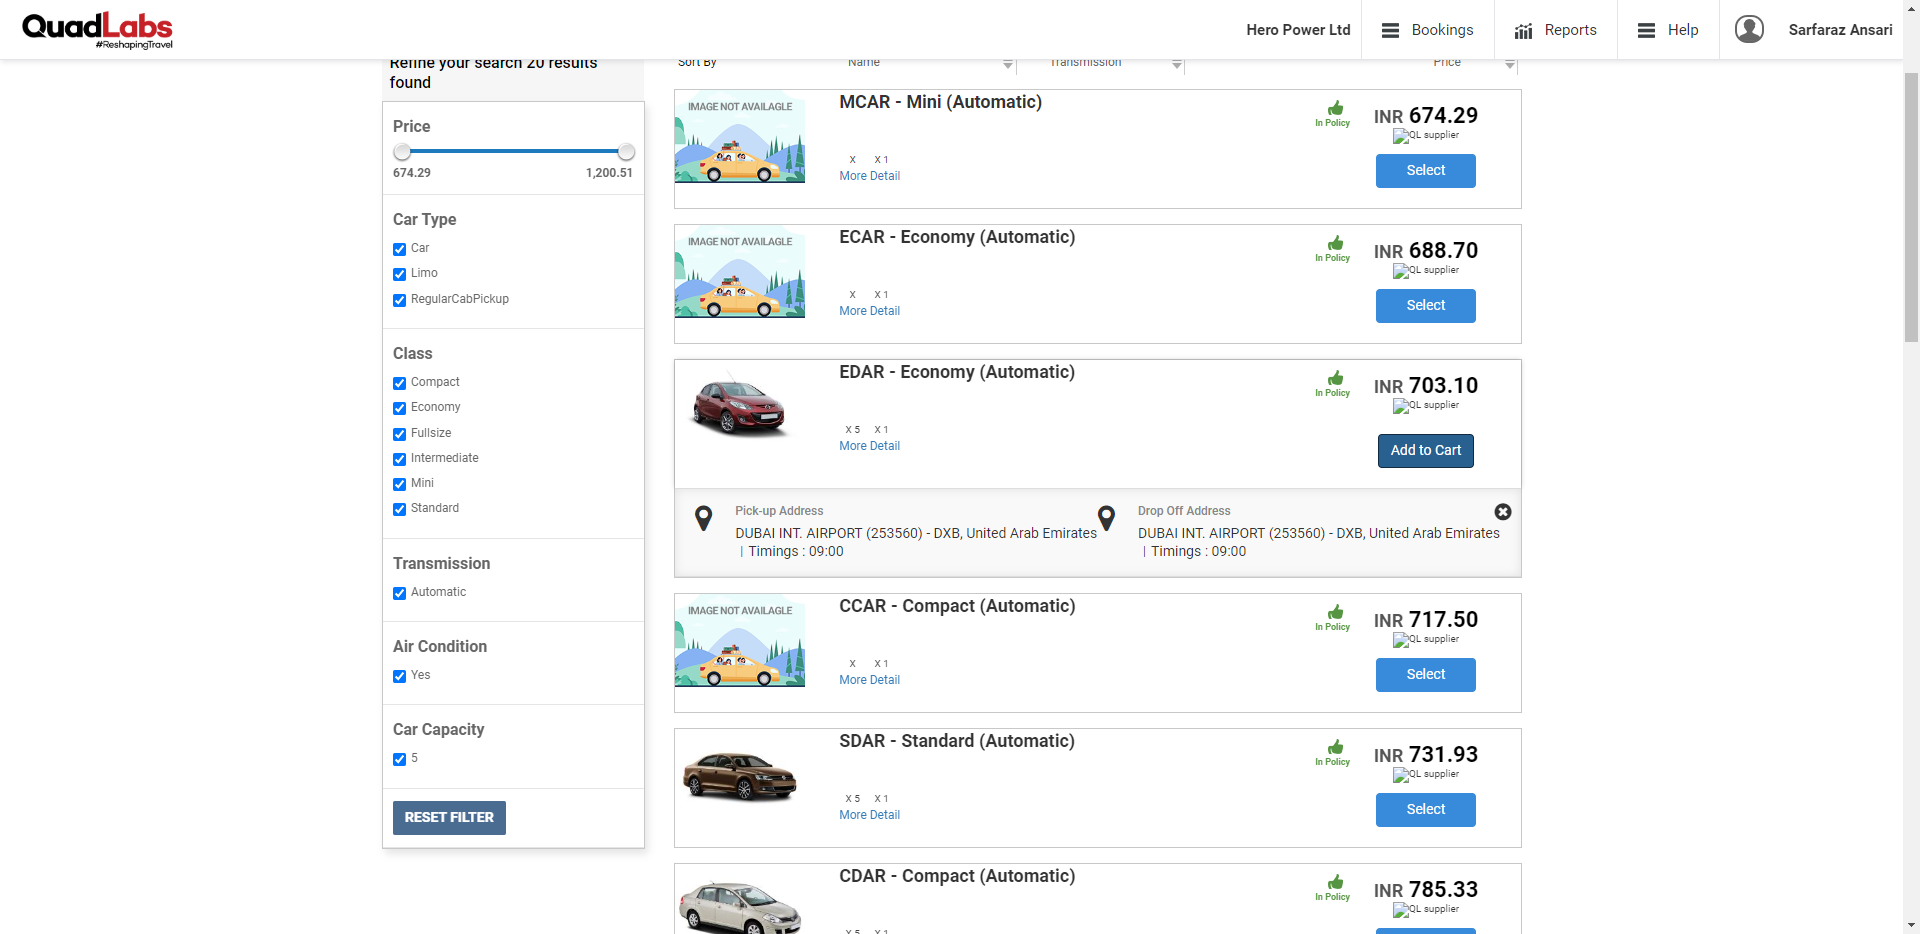 QuadLabs
#ReshapingTravel
Hero Power Ltd
Bookings
Reports
Help
Sarfaraz Ansari
Refine your search 20 results
found
Price
674.29 1,200.51
Car Type
Car
Limo
RegularCabPickup
Class
Compact
Economy
Fullsize
Intermediate
Mini
Standard
Transmission
Automatic
Air Condition
Yes
Car Capacity
5
RESET FILTER
Sort By Name Transmission Price
IMAGE NOT AVAILAGLE
MCAR - Mini (Automatic)
X X 1
More Detail
In Policy
INR 674.29
QL supplier
Select
IMAGE NOT AVAILAGLE
ECAR - Economy (Automatic)
X X 1
More Detail
In Policy
INR 688.70
QL supplier
Select
EDAR - Economy (Automatic)
X 5 X 1
More Detail
In Policy
INR 703.10
QL supplier
Add to Cart
Pick-up Address
DUBAI INT. AIRPORT (253560) - DXB, United Arab Emirates
| Timings : 09:00
Drop Off Address
DUBAI INT. AIRPORT (253560) - DXB, United Arab Emirates
| Timings : 09:00
IMAGE NOT AVAILAGLE
CCAR - Compact (Automatic)
X X 1
More Detail
In Policy
INR 717.50
QL supplier
Select
SDAR - Standard (Automatic)
X 5 X 1
More Detail
In Policy
INR 731.93
QL supplier
Select
CDAR - Compact (Automatic)
X 5 X 1
In Policy
INR 785.33
QL supplier